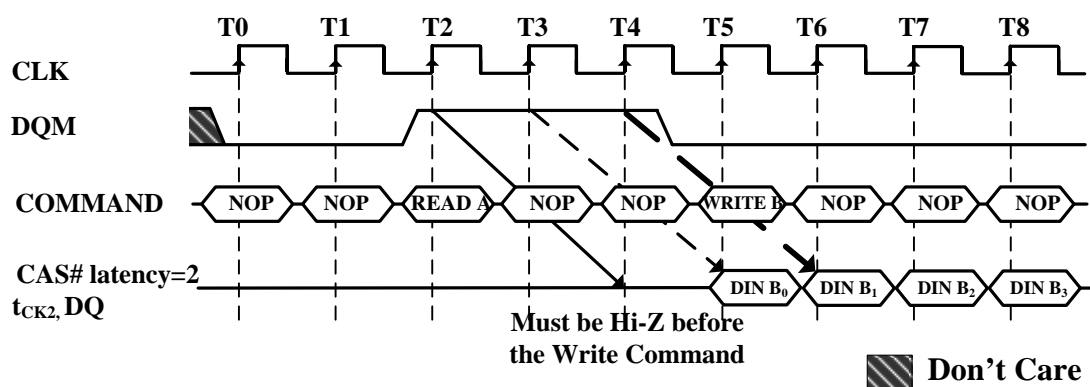 T0 T1 T2 T3 T4 T5 T6 T7 T8
CLK
DQM
COMMAND NOP NOP READ A NOP NOP WRITE B NOP NOP NOP
CAS# latency=2
tCK2, DQ DIN B0 DIN B1 DIN B2 DIN B3
Must be Hi-Z before
the Write Command
Don't Care